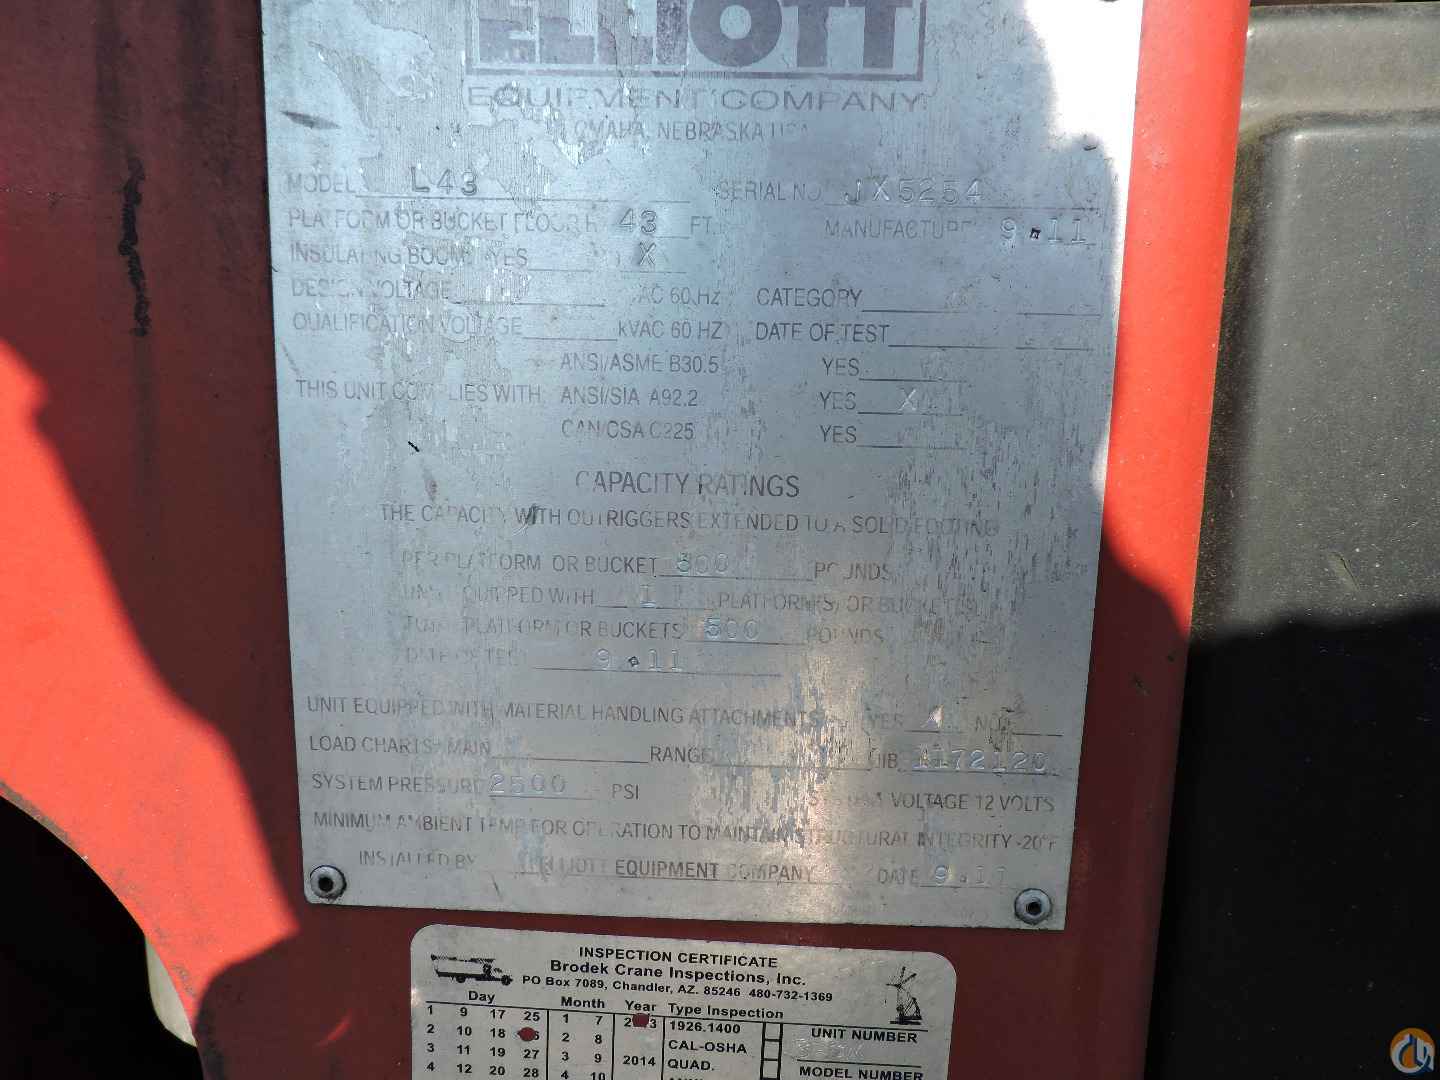 ELLIOTT
EQUIPMENT COMPANY
OMAHA, NEBRASKA USA
MODEL L43 SERIAL NO JX5254
PLATFORM OR BUCKET FLOOR H 43 FT. MANUFACTURE 9.11
INSULATING BOOM YES X
DESIGN VOLTAGE AC 60 HZ CATEGORY
QUALIFICATION VOLTAGE kVAC 60 HZ DATE OF TEST
ANSI/ASME B30.5 YES
THIS UNIT COMPLIES WITH ANSI/SIA A92.2 YES X
CAN/CSA C225 YES
CAPACITY RATINGS
THE CAPACITY WITH OUTRIGGERS EXTENDED TO A SOLID FOOTING
PER PLATFORM OR BUCKET 500 POUNDS
UNIT EQUIPPED WITH 1 PLATFORM(S) OR BUCKET(S)
PLATFORM OR BUCKETS 500 POUNDS
DATE OF TEST 9.11
UNIT EQUIPPED WITH MATERIAL HANDLING ATTACHMENTS YES X NO
LOAD CHARTS: MAIN RANGE JIB 1172120
SYSTEM PRESSURE 2500 PSI SYSTEM VOLTAGE 12 VOLTS
MINIMUM AMBIENT TEMP FOR OPERATION TO MAINTAIN STRUCTURAL INTEGRITY -20°F
INSTALLED BY ELLIOTT EQUIPMENT COMPANY DATE 9.11
INSPECTION CERTIFICATE
Brodek Crane Inspections, Inc.
PO Box 7089, Chandler, AZ. 85246 480-732-1369
Day Month Year Type Inspection
1 9 17 25 1 7 1926.1400 UNIT NUMBER
2 10 18 2 8 CAL-OSHA
3 11 19 27 3 9 2014 QUAD. MODEL NUMBER
4 12 20 28 4 10